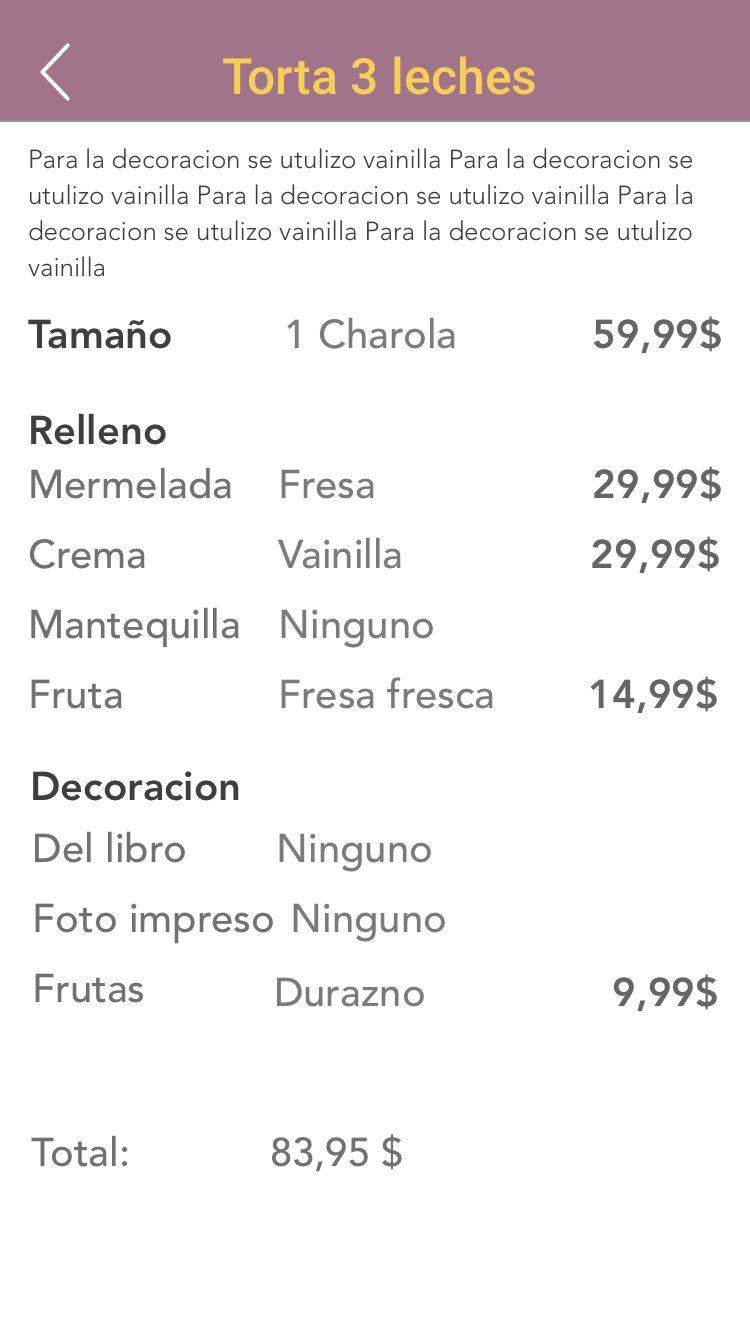 Torta 3 leches
Para la decoracion se utulizo vainilla Para la decoracion se
utulizo vainilla Para la decoracion se utulizo vainilla Para la
decoracion se utulizo vainilla Para la decoracion se utulizo
vainilla
Tamaño 1 Charola 59,99$
Relleno
Mermelada Fresa 29,99$
Crema Vainilla 29,99$
Mantequilla Ninguno
Fruta Fresa fresca 14,99$
Decoracion
Del libro Ninguno
Foto impreso Ninguno
Frutas Durazno 9,99$
Total: 83,95 $